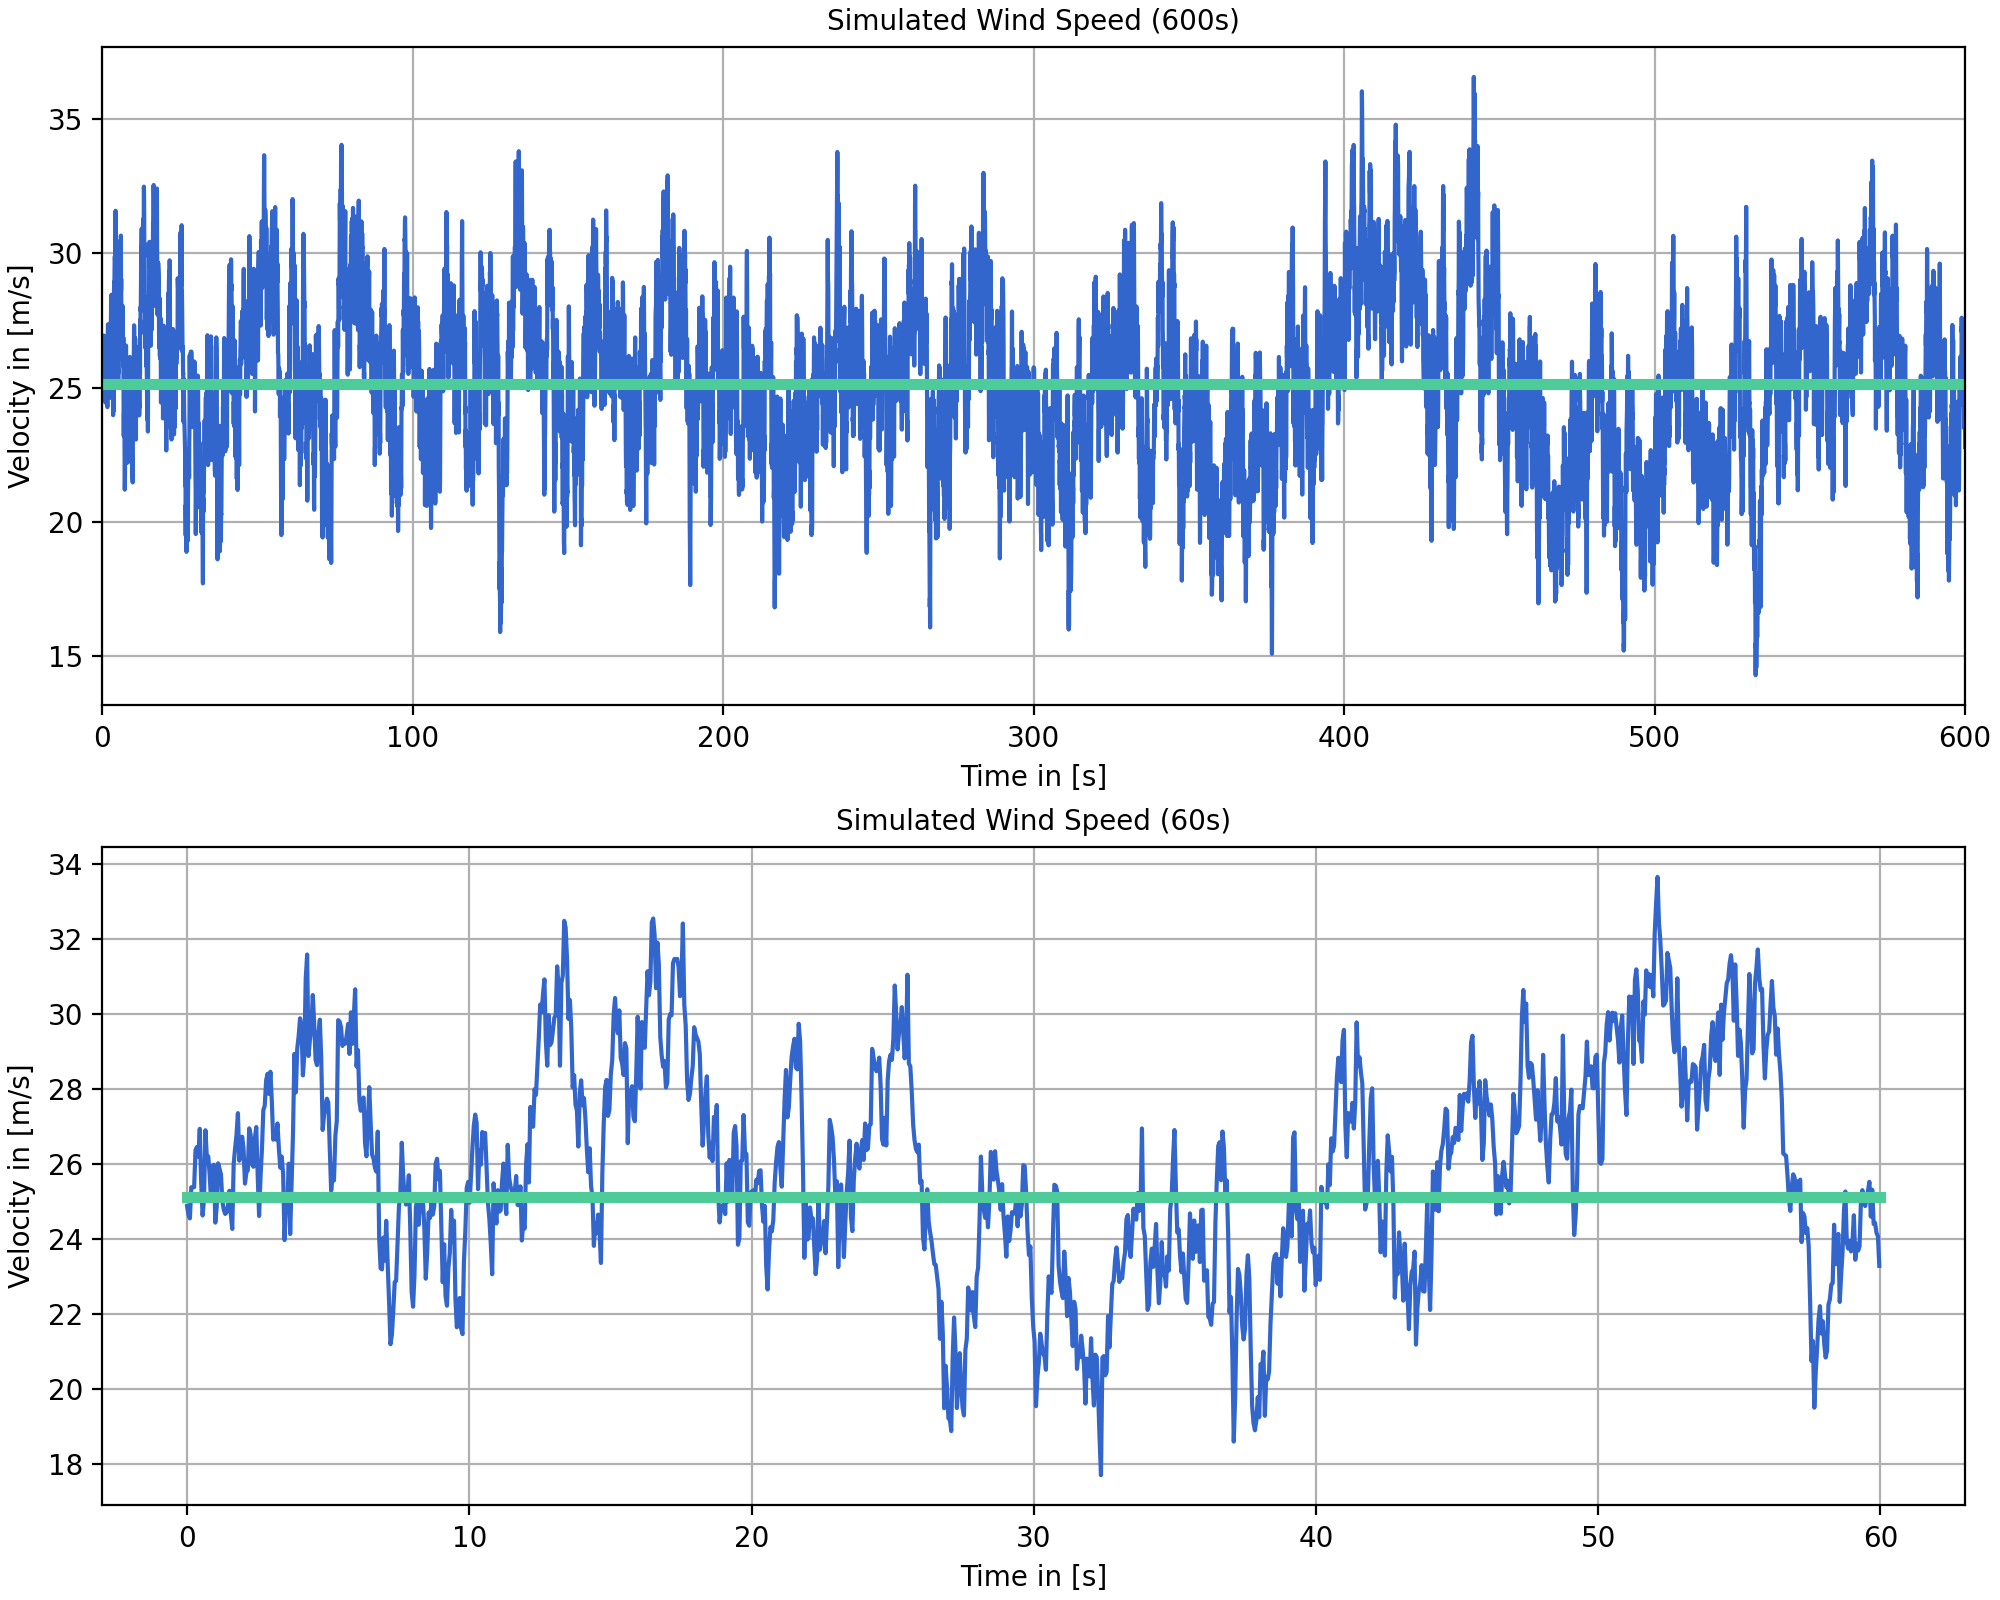 Simulated Wind Speed (600s)
Velocity in [m/s]
35
30
25
20
15
0 100 200 300 400 500 600
Time in [s]
Simulated Wind Speed (60s)
Velocity in [m/s]
34
32
30
28
26
24
22
20
18
0 10 20 30 40 50 60
Time in [s]